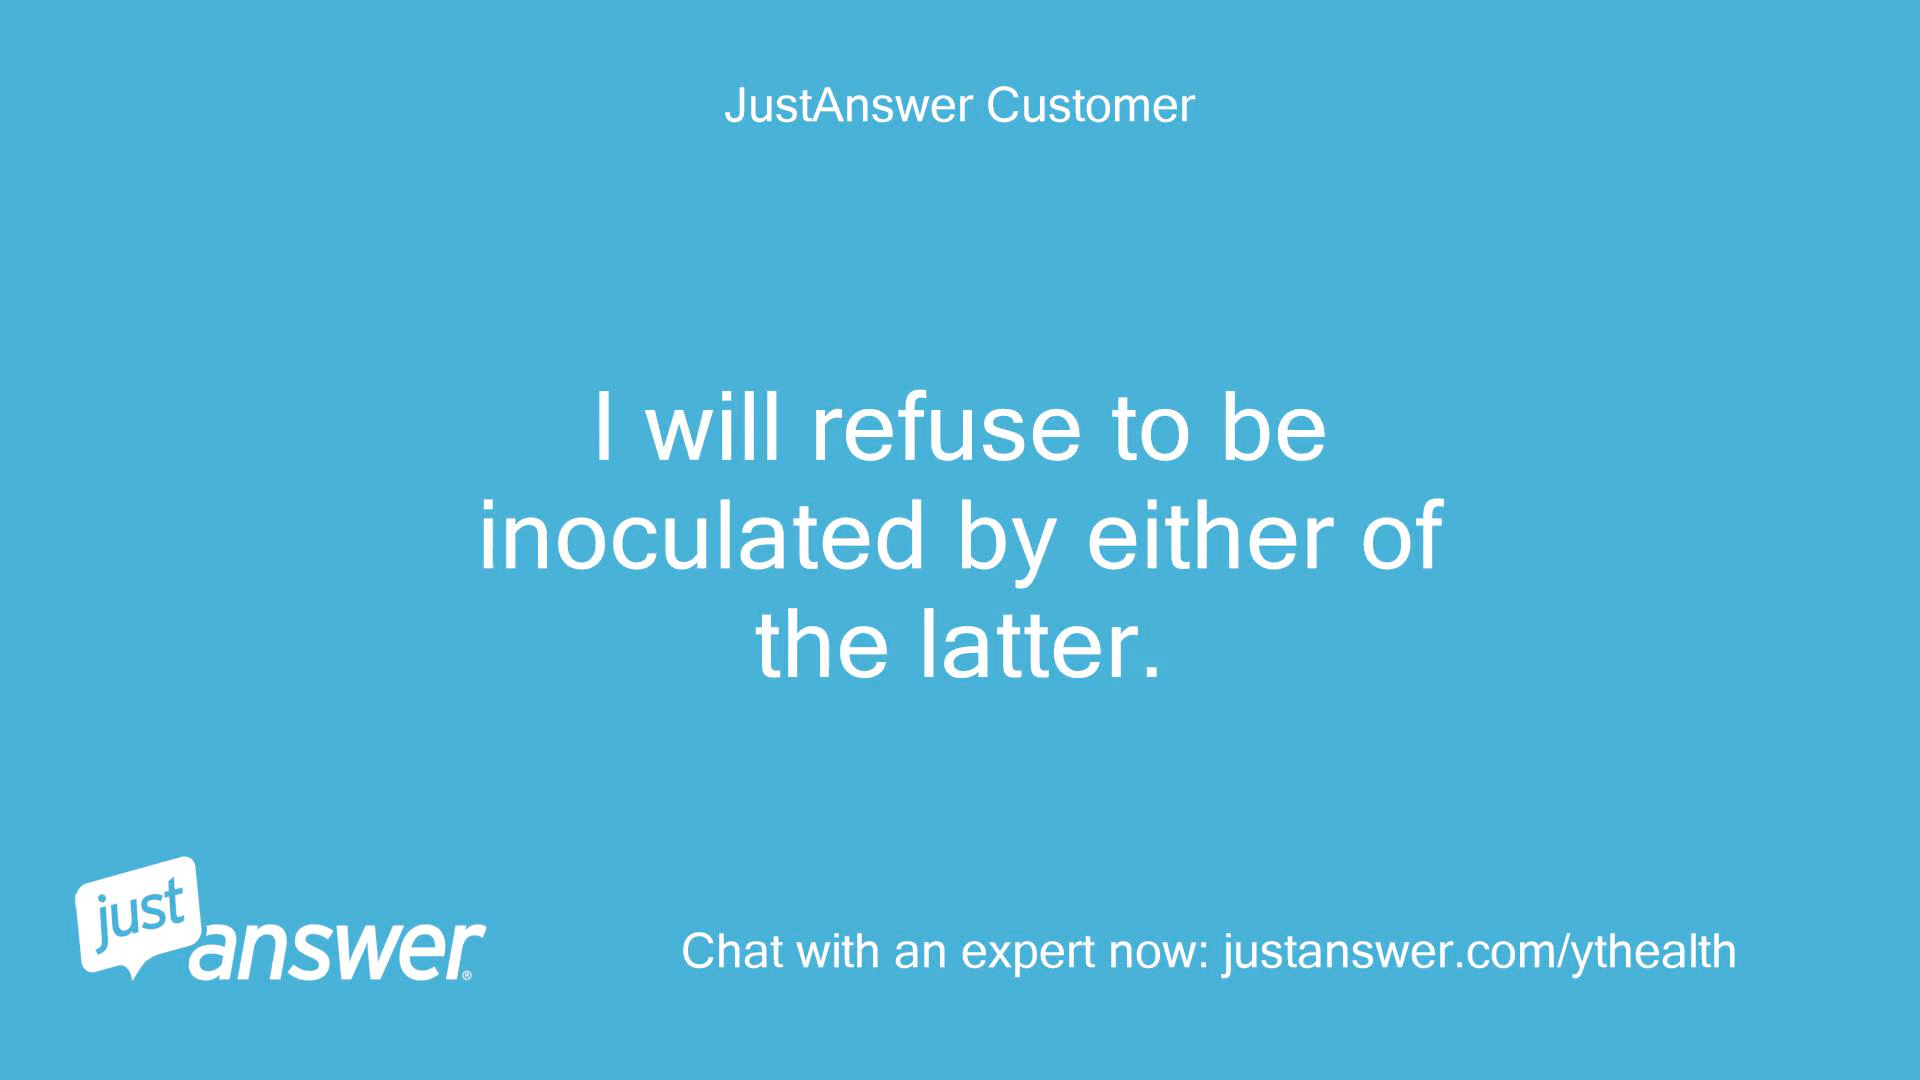 JustAnswer Customer
I will refuse to be
inoculated by either of
the latter.
just
answer®
Chat with an expert now: justanswer.com/ythealth